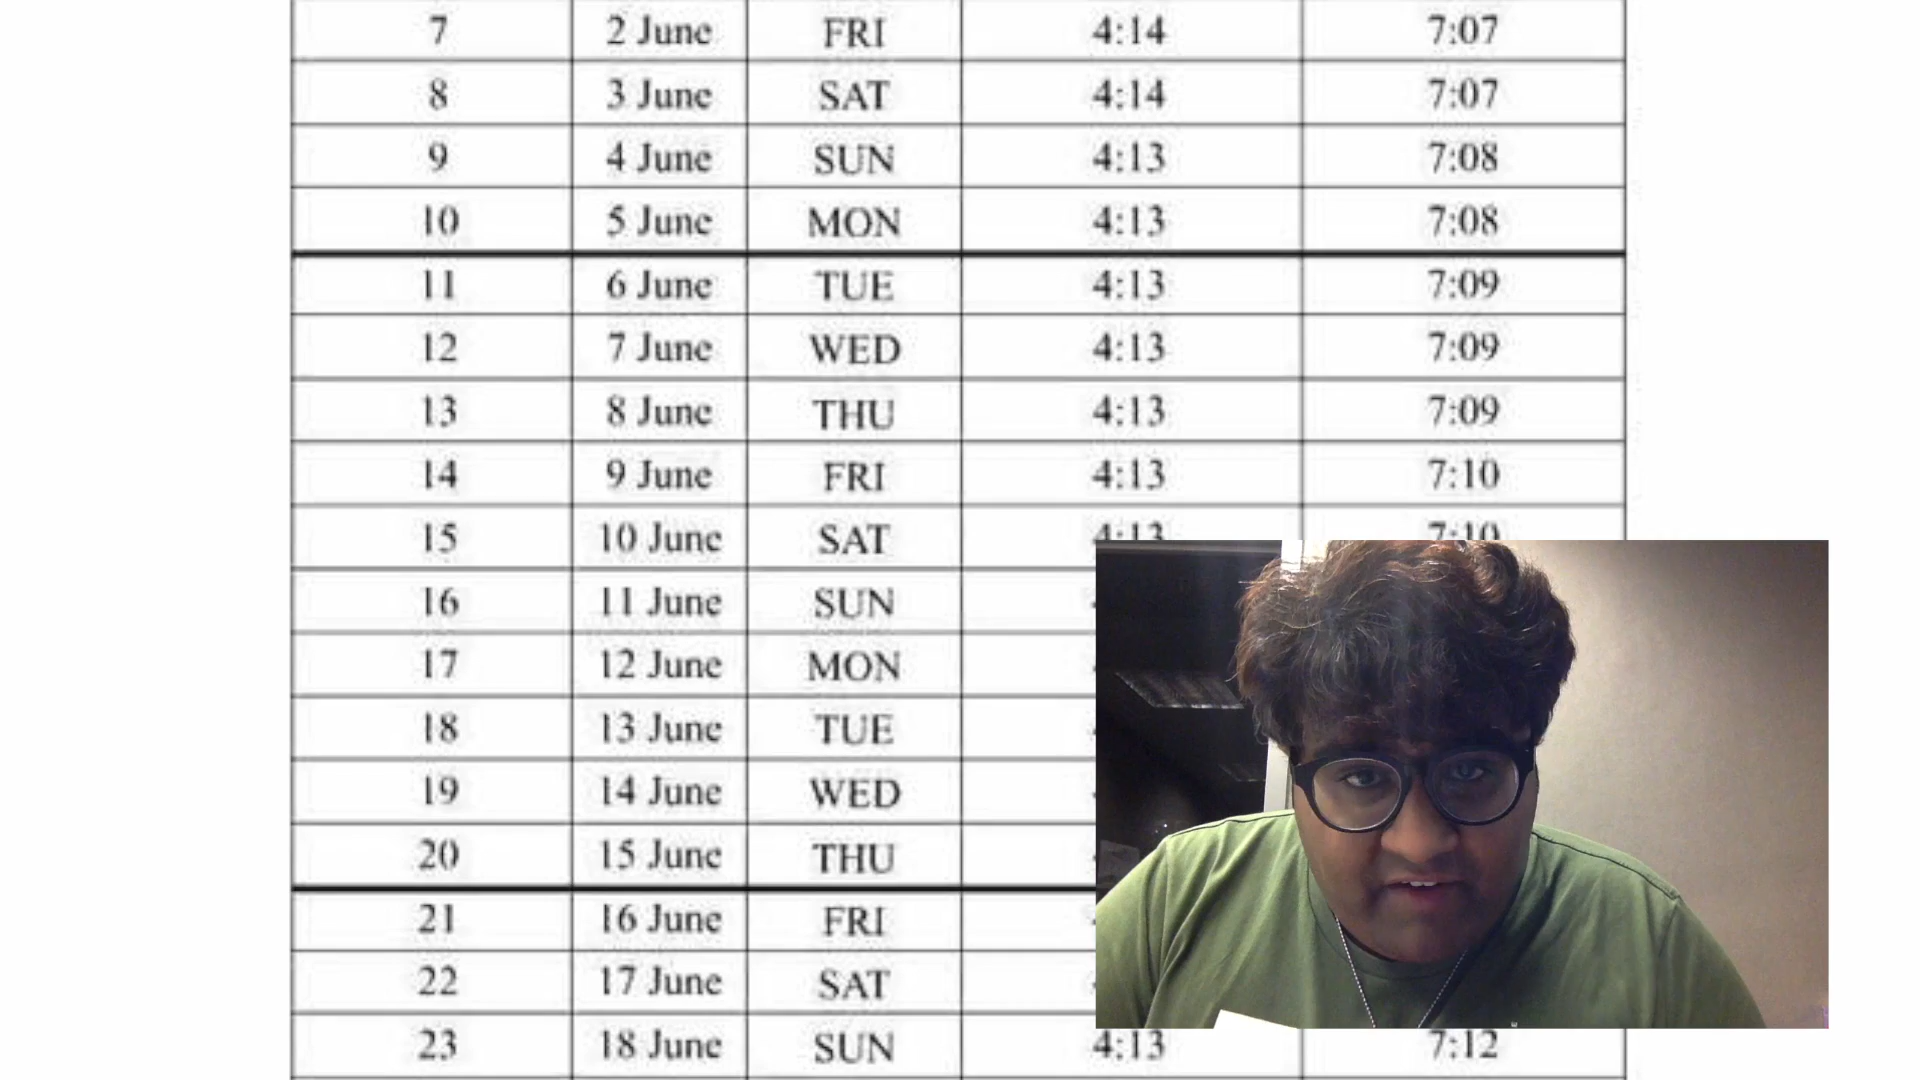 7 2 June FRI 4:14 7:07
8 3 June SAT 4:14 7:07
9 4 June SUN 4:13 7:08
10 5 June MON 4:13 7:08
11 6 June TUE 4:13 7:09
12 7 June WED 4:13 7:09
13 8 June THU 4:13 7:09
14 9 June FRI 4:13 7:10
15 10 June SAT 4:13 7:10
16 11 June SUN
17 12 June MON
18 13 June TUE
19 14 June WED
20 15 June THU
21 16 June FRI
22 17 June SAT
23 18 June SUN 4:13 7:12